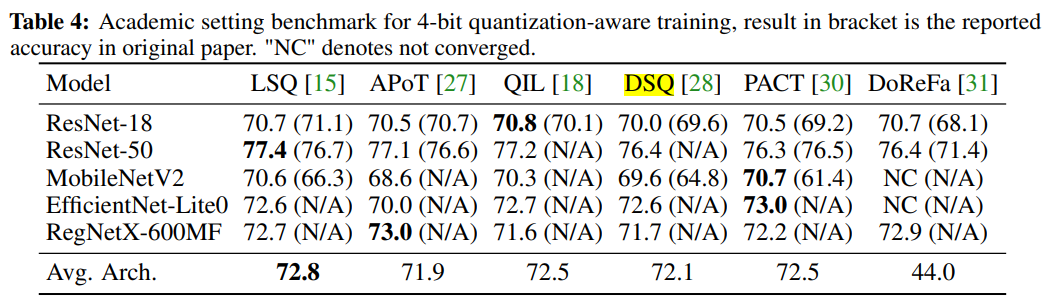 Table 4: Academic setting benchmark for 4-bit quantization-aware training, result in bracket is the reported
accuracy in original paper. "NC" denotes not converged.
Model LSQ [15] APoT [27] QIL [18] DSQ [28] PACT [30] DoReFa [31]
ResNet-18 70.7 (71.1) 70.5 (70.7) 70.8 (70.1) 70.0 (69.6) 70.5 (69.2) 70.7 (68.1)
ResNet-50 77.4 (76.7) 77.1 (76.6) 77.2 (N/A) 76.4 (N/A) 76.3 (76.5) 76.4 (71.4)
MobileNetV2 70.6 (66.3) 68.6 (N/A) 70.3 (N/A) 69.6 (64.8) 70.7 (61.4) NC (N/A)
EfficientNet-Lite0 72.6 (N/A) 70.0 (N/A) 72.7 (N/A) 72.6 (N/A) 73.0 (N/A) NC (N/A)
RegNetX-600MF 72.7 (N/A) 73.0 (N/A) 71.6 (N/A) 71.7 (N/A) 72.2 (N/A) 72.9 (N/A)
Avg. Arch. 72.8 71.9 72.5 72.1 72.5 44.0